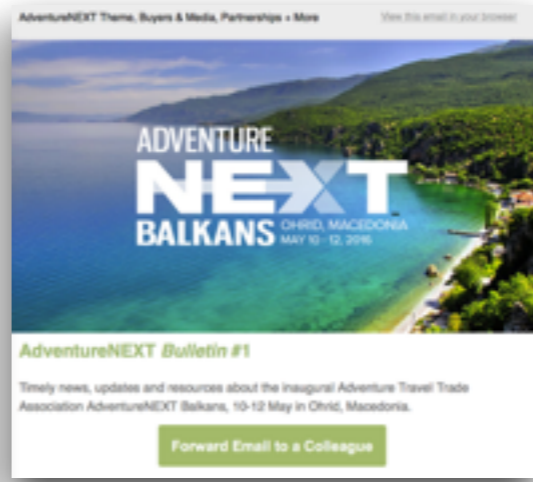 AdventureNEXT Theme, Buyers & Media, Partnerships + More
View this email in your browser
ADVENTURE
NEXT
BALKANS
OHRID, MACEDONIA
MAY 10 - 12, 2016
AdventureNEXT Bulletin #1
Timely news, updates and resources about the inaugural Adventure Travel Trade
Association AdventureNEXT Balkans, 10-12 May in Ohrid, Macedonia.
Forward Email to a Colleague